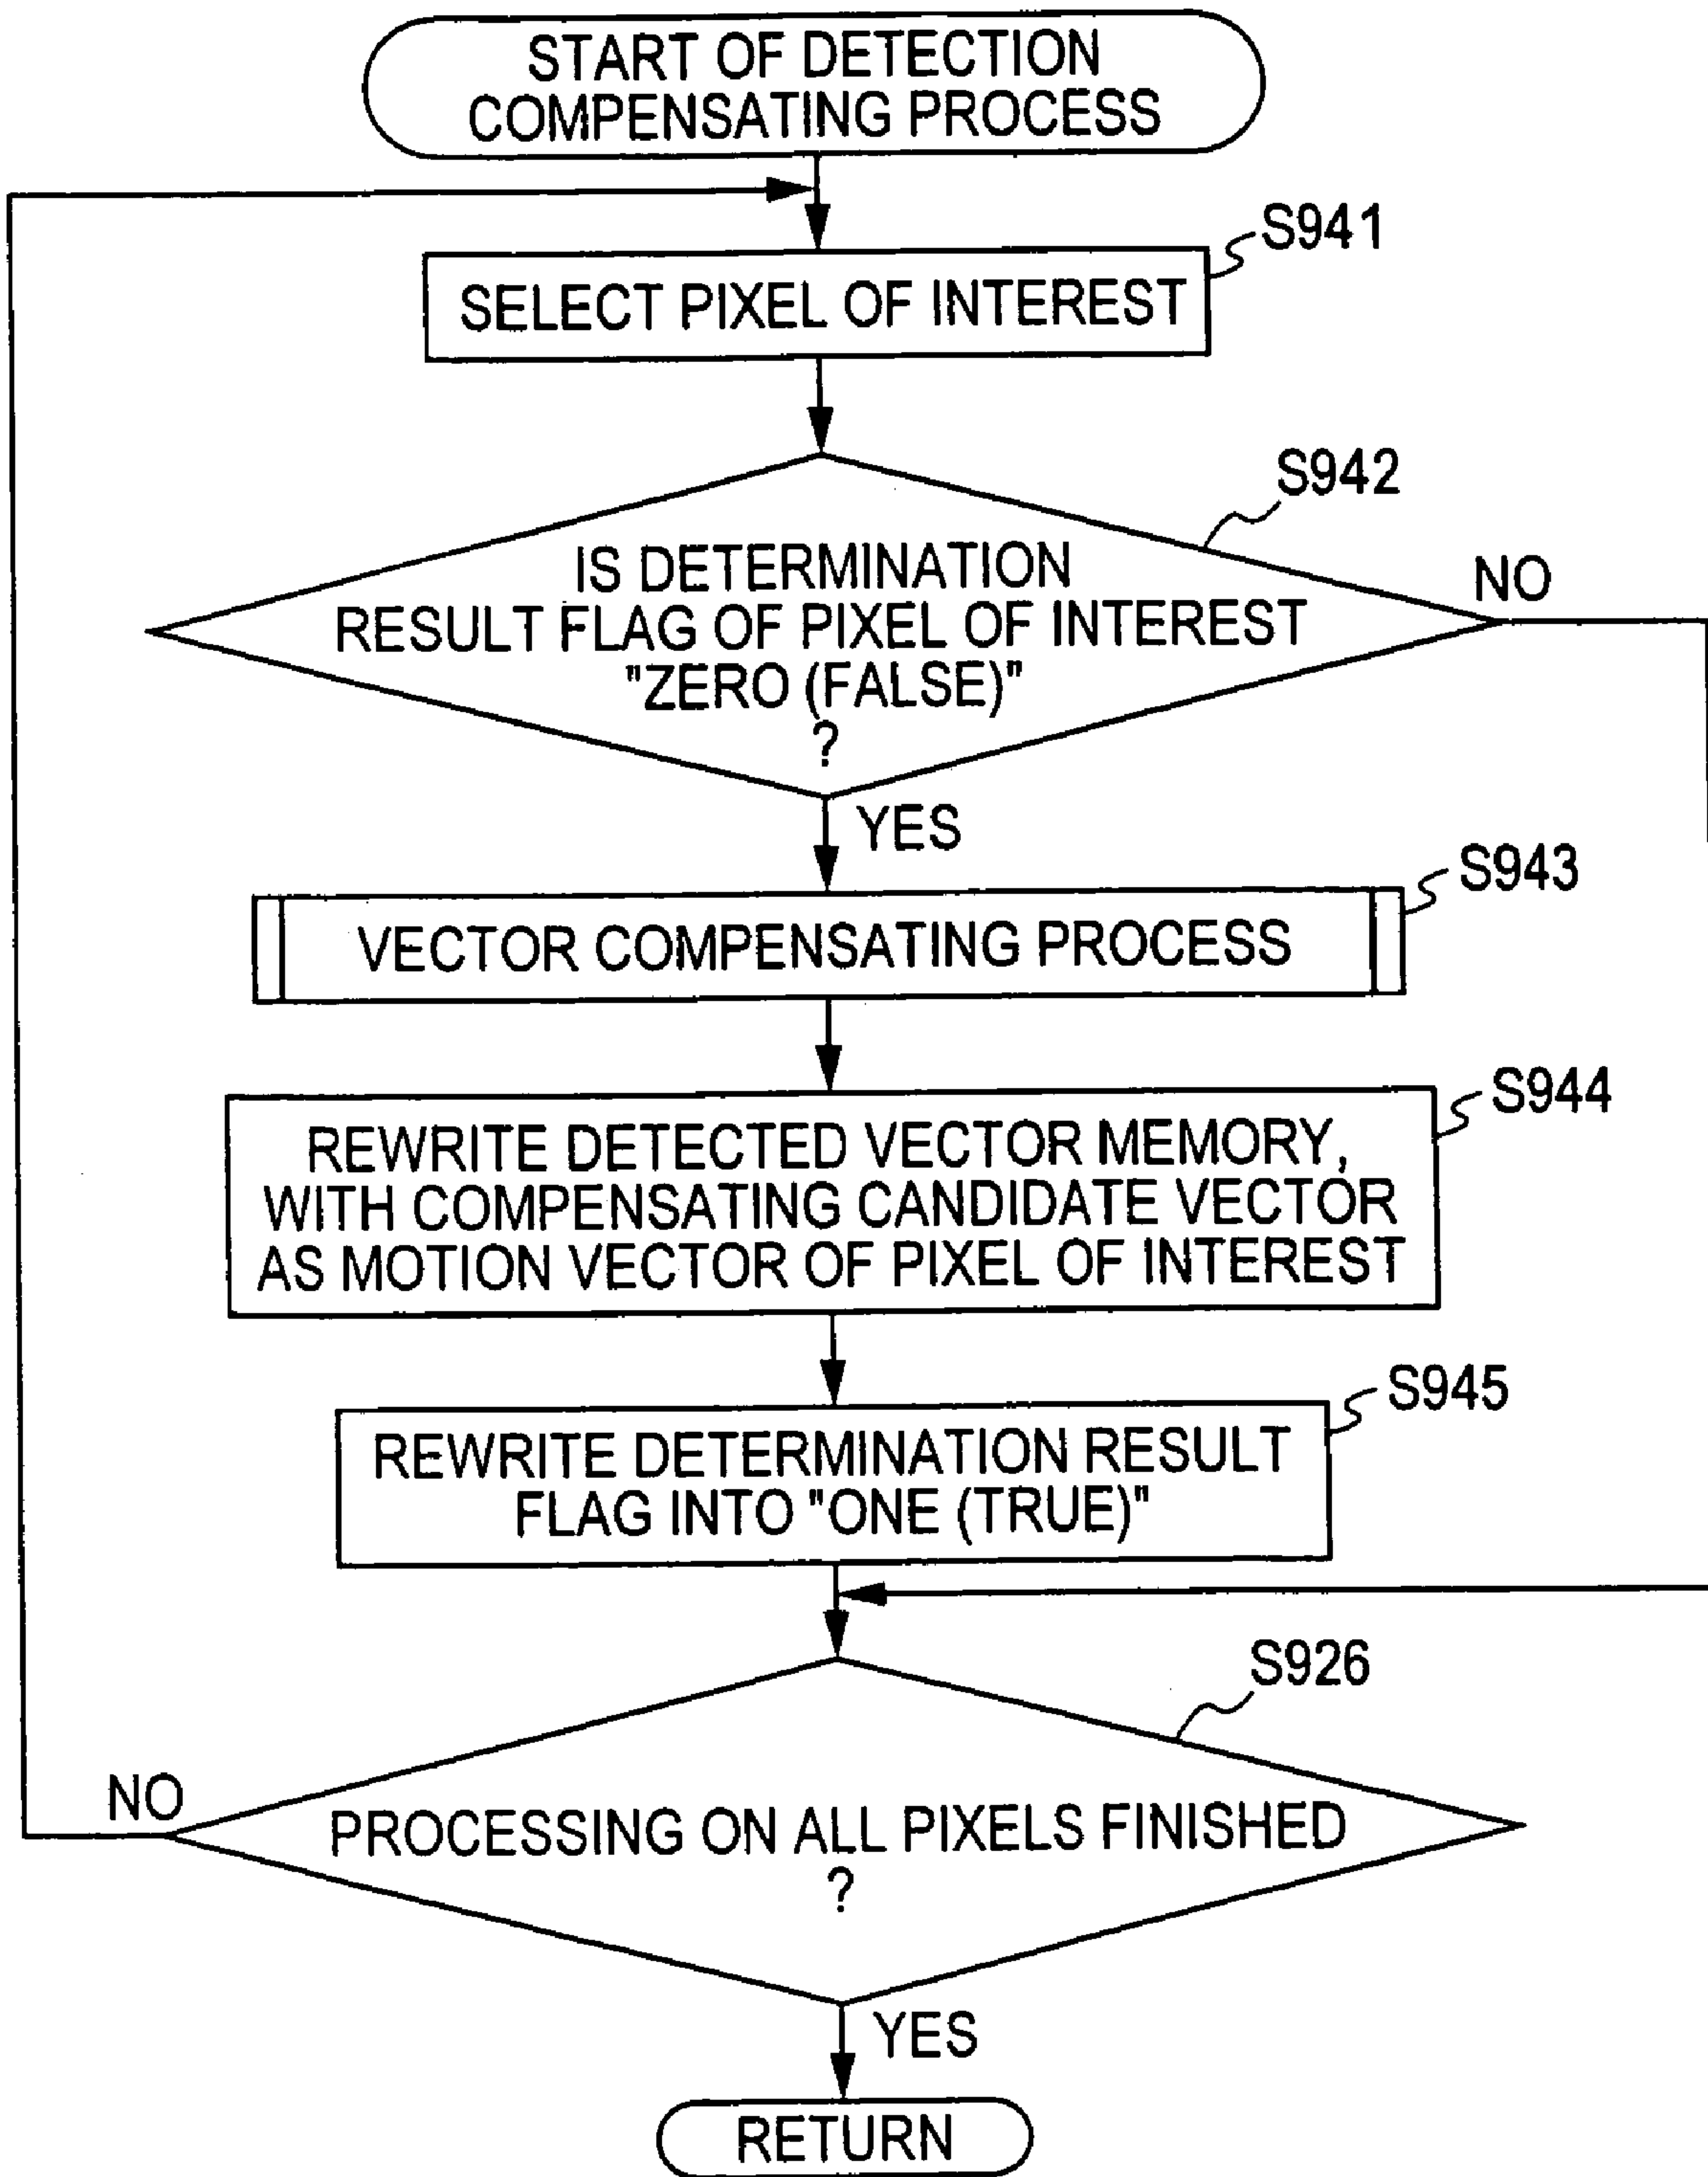 START OF DETECTION
COMPENSATING PROCESS
S941
SELECT PIXEL OF INTEREST
S942
IS DETERMINATION
RESULT FLAG OF PIXEL OF INTEREST
"ZERO (FALSE)"
?
NO
YES
S943
VECTOR COMPENSATING PROCESS
S944
REWRITE DETECTED VECTOR MEMORY,
WITH COMPENSATING CANDIDATE VECTOR
AS MOTION VECTOR OF PIXEL OF INTEREST
S945
REWRITE DETERMINATION RESULT
FLAG INTO "ONE (TRUE)"
S926
NO
PROCESSING ON ALL PIXELS FINISHED
?
YES
RETURN